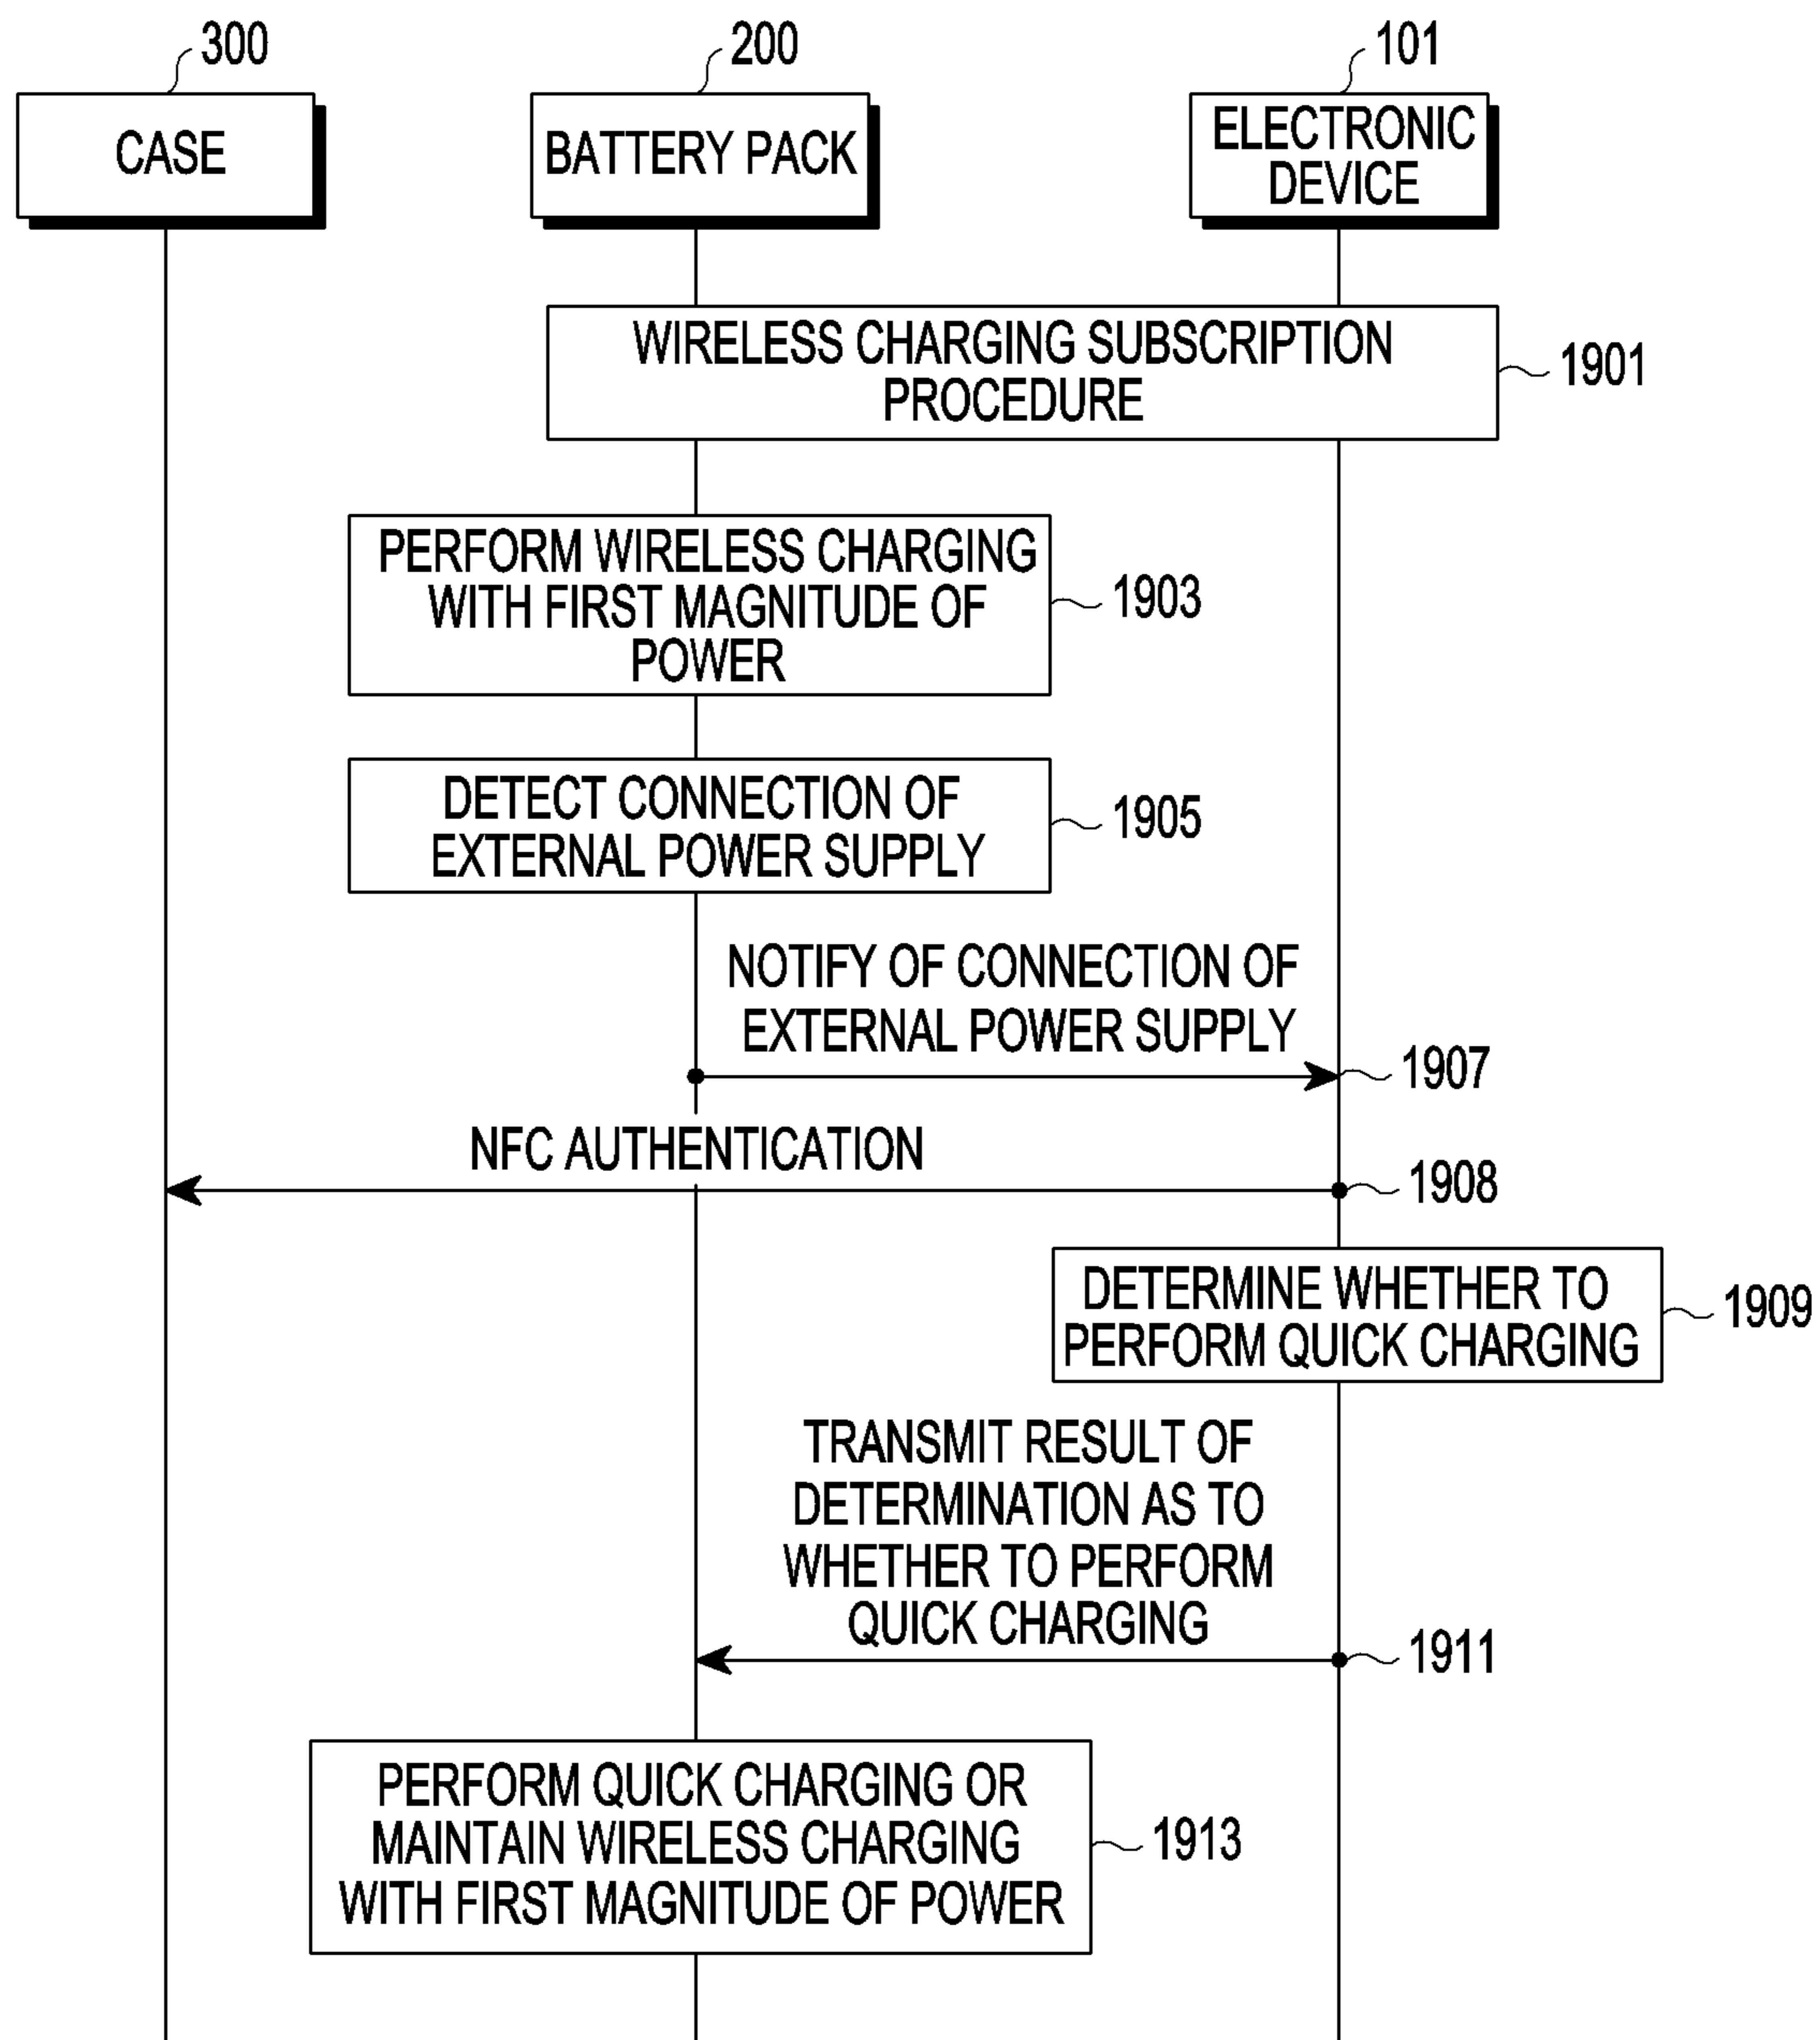 300
200
101
CASE
BATTERY PACK
ELECTRONIC
DEVICE
WIRELESS CHARGING SUBSCRIPTION
PROCEDURE
1901
PERFORM WIRELESS CHARGING
WITH FIRST MAGNITUDE OF
POWER
1903
DETECT CONNECTION OF
EXTERNAL POWER SUPPLY
1905
NOTIFY OF CONNECTION OF
EXTERNAL POWER SUPPLY
1907
NFC AUTHENTICATION
1908
DETERMINE WHETHER TO
PERFORM QUICK CHARGING
1909
TRANSMIT RESULT OF
DETERMINATION AS TO
WHETHER TO PERFORM
QUICK CHARGING
1911
PERFORM QUICK CHARGING OR
MAINTAIN WIRELESS CHARGING
WITH FIRST MAGNITUDE OF POWER
1913